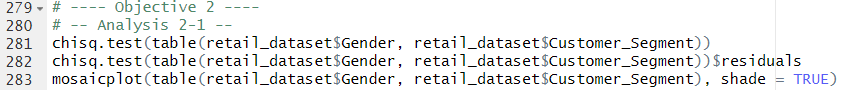 279 # ---- Objective 2 ----
280 # -- Analysis 2-1 --
281 chisq.test(table(retail_dataset$Gender, retail_dataset$Customer_Segment))
282 chisq.test(table(retail_dataset$Gender, retail_dataset$Customer_Segment))$residuals
283 mosaicplot(table(retail_dataset$Gender, retail_dataset$Customer_Segment), shade = TRUE)